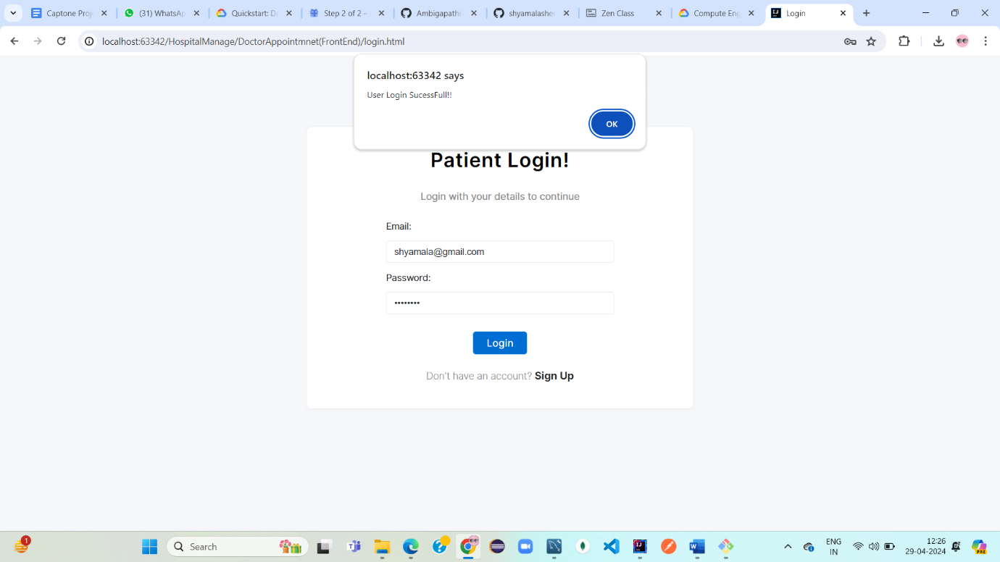 Captone Proj
(31) WhatsAp
Quickstart: De
Step 2 of 2 –
Ambigapathi
shyamalasher
Zen Class
Compute Eng
Login
localhost:63342/HospitalManage/DoctorAppointmnet(FrontEnd)/login.html
localhost:63342 says
User Login SucessFull!!
OK
Patient Login!
Login with your details to continue
Email:
shyamala@gmail.com
Password:
••••••••
Login
Don't have an account? Sign Up
1
Search
ENG
IN
12:26
29-04-2024
PRE